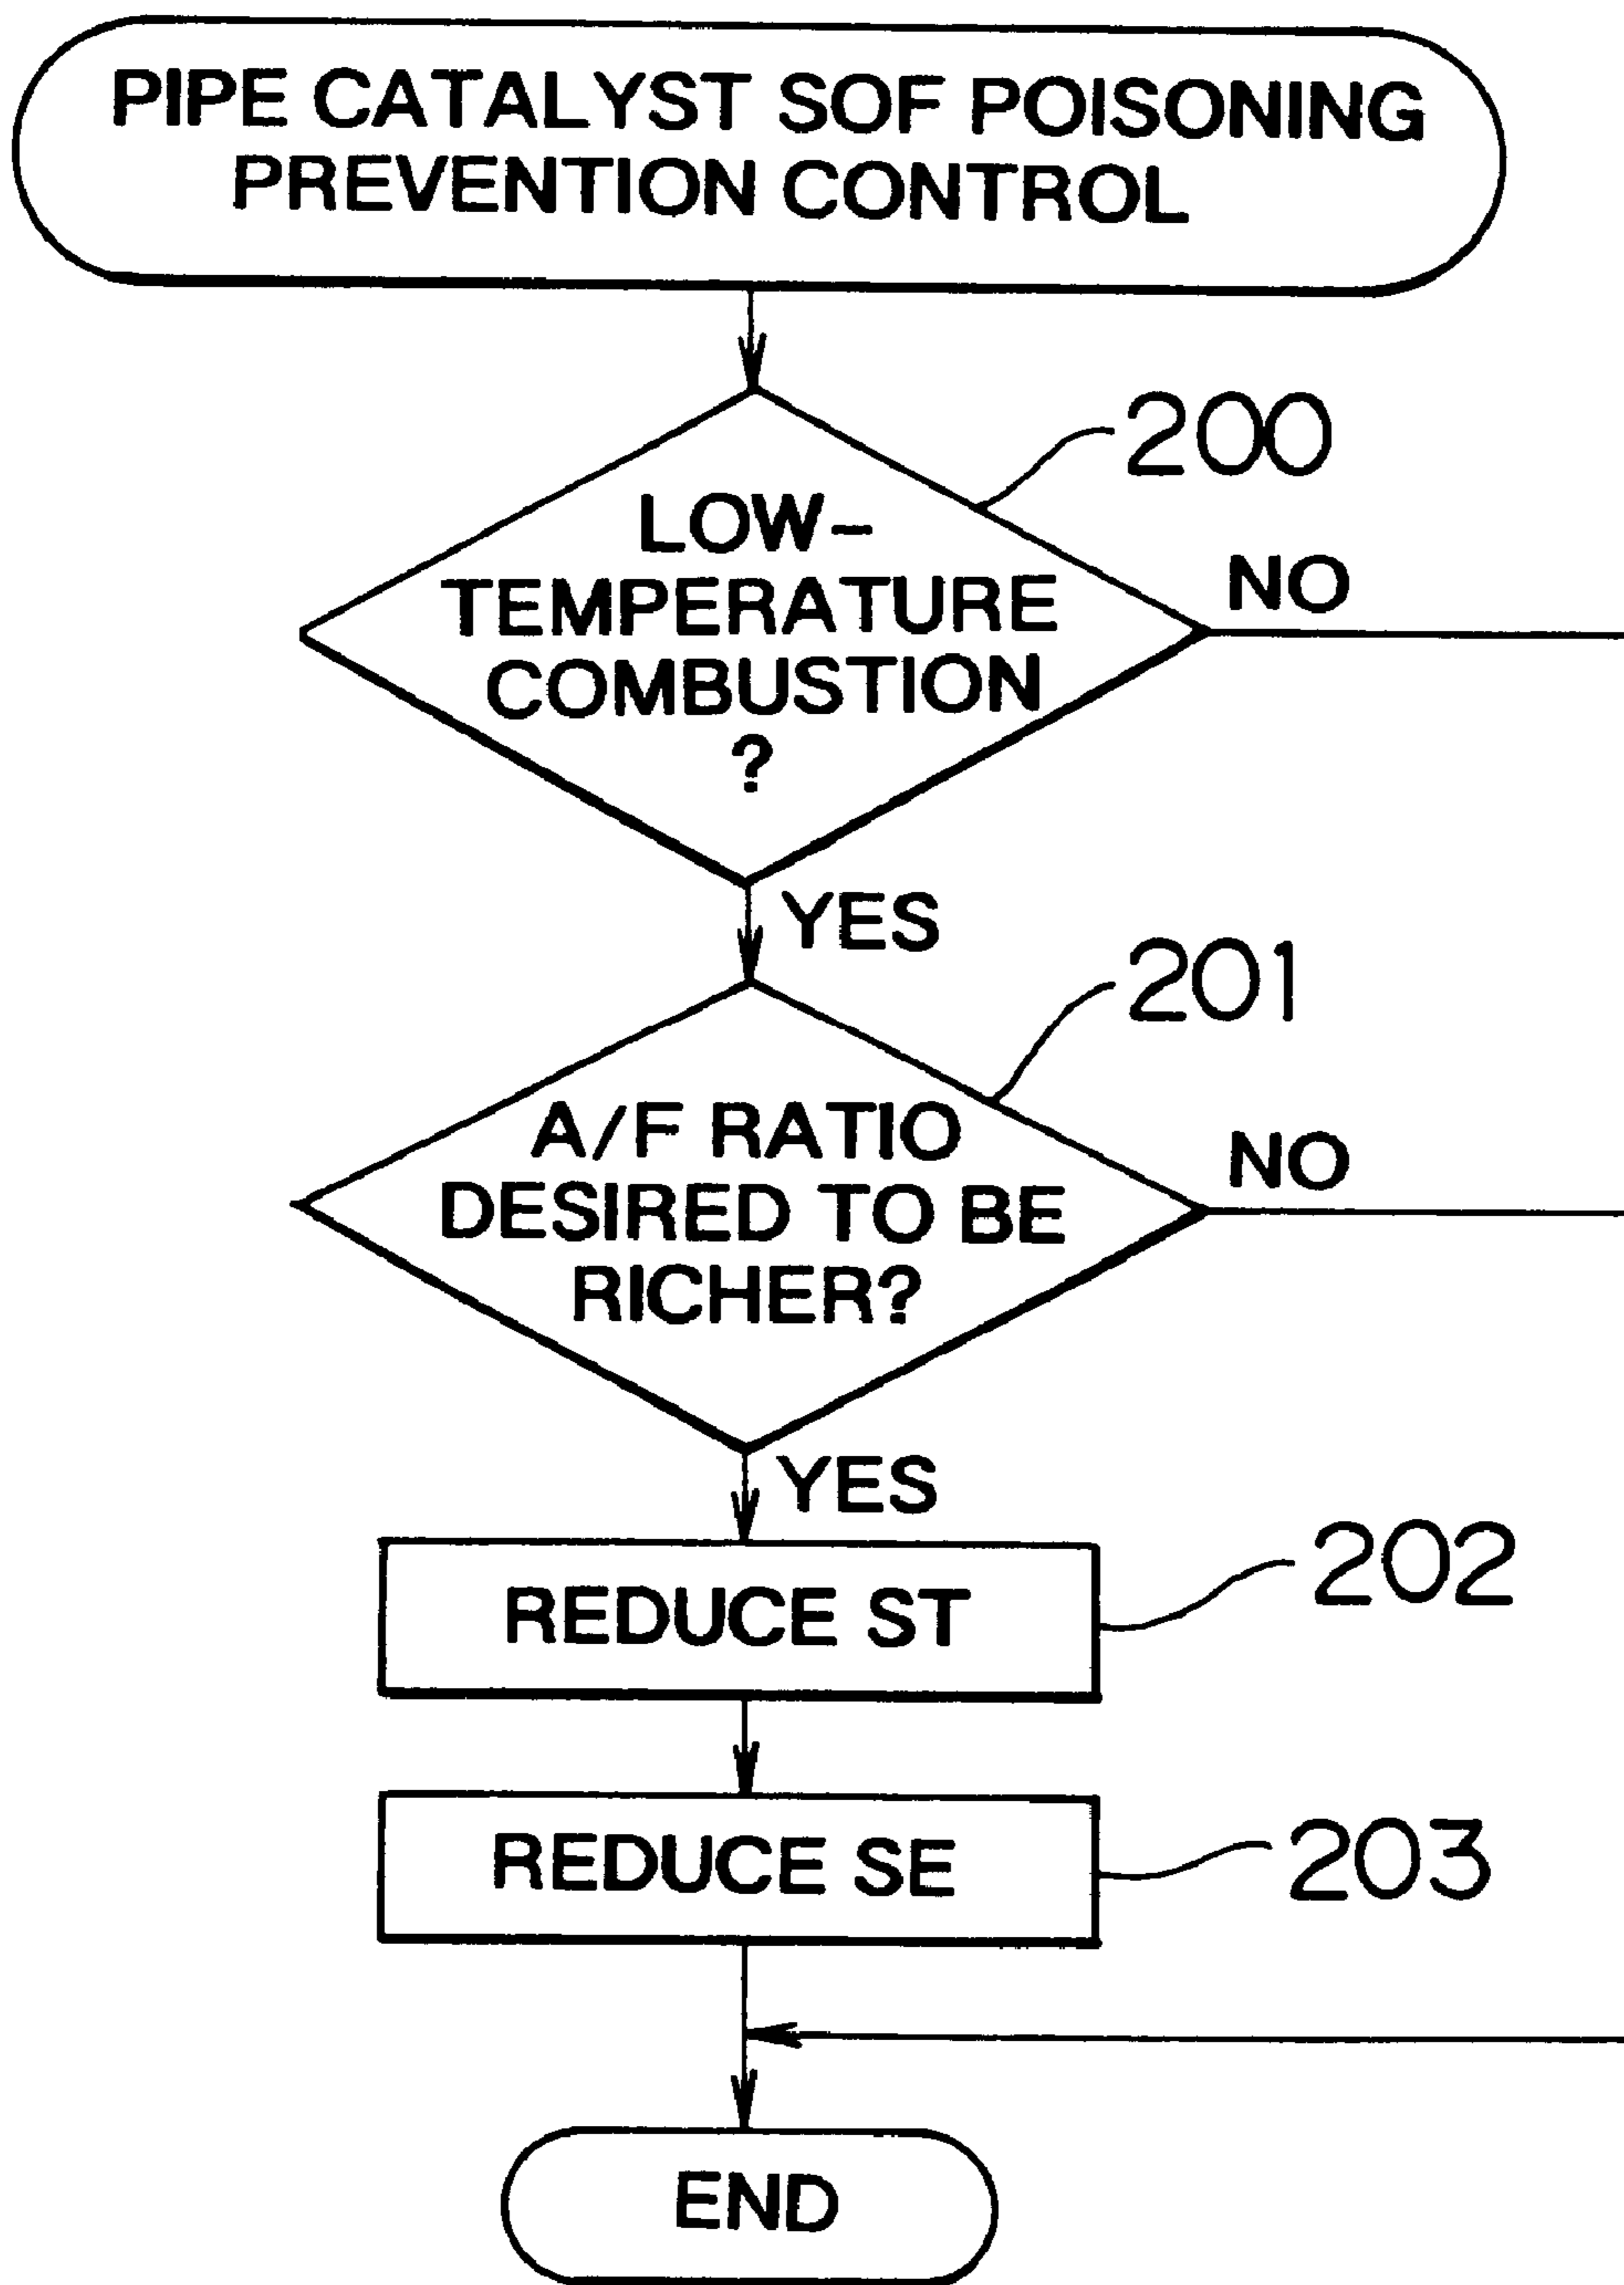 PIPE CATALYST SOF POISONING
PREVENTION CONTROL
200
LOW-
TEMPERATURE
COMBUSTION
?
NO
YES
201
A/F RATIO
DESIRED TO BE
RICHER?
NO
YES
REDUCE ST
202
REDUCE SE
203
END